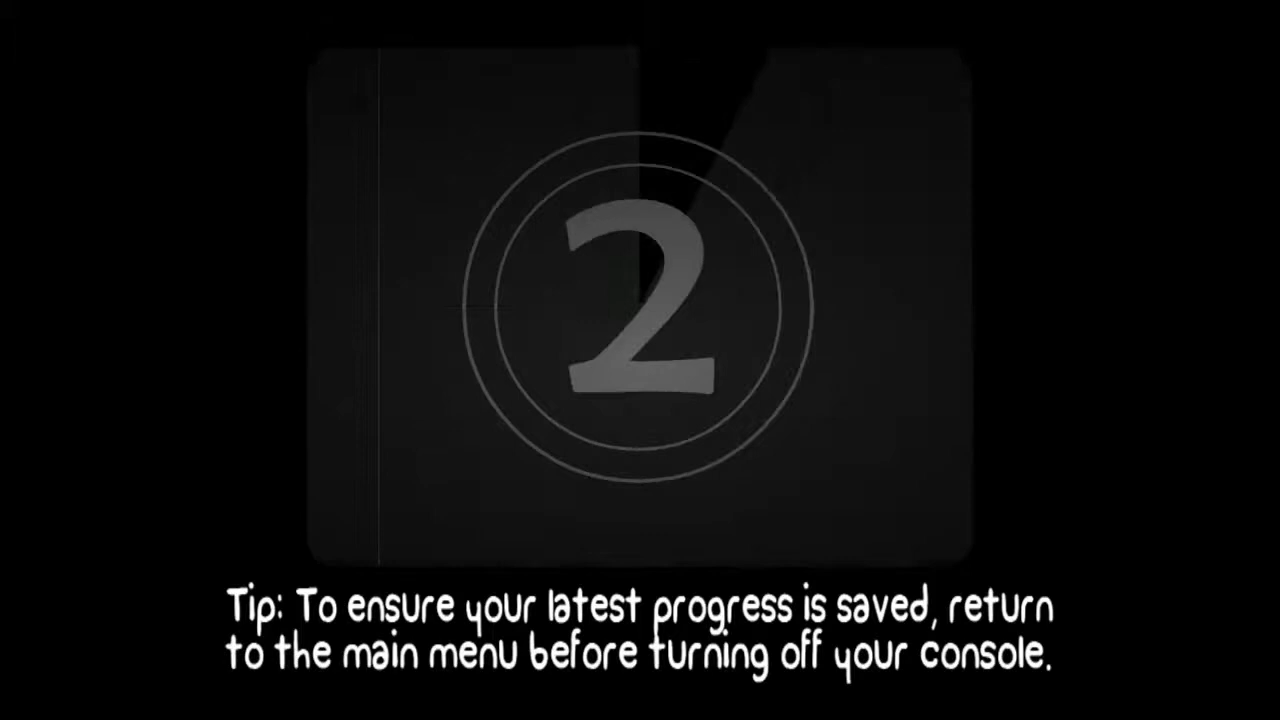 2
Tip: To ensure your latest progress is saved, return
to the main menu before turning off your console.